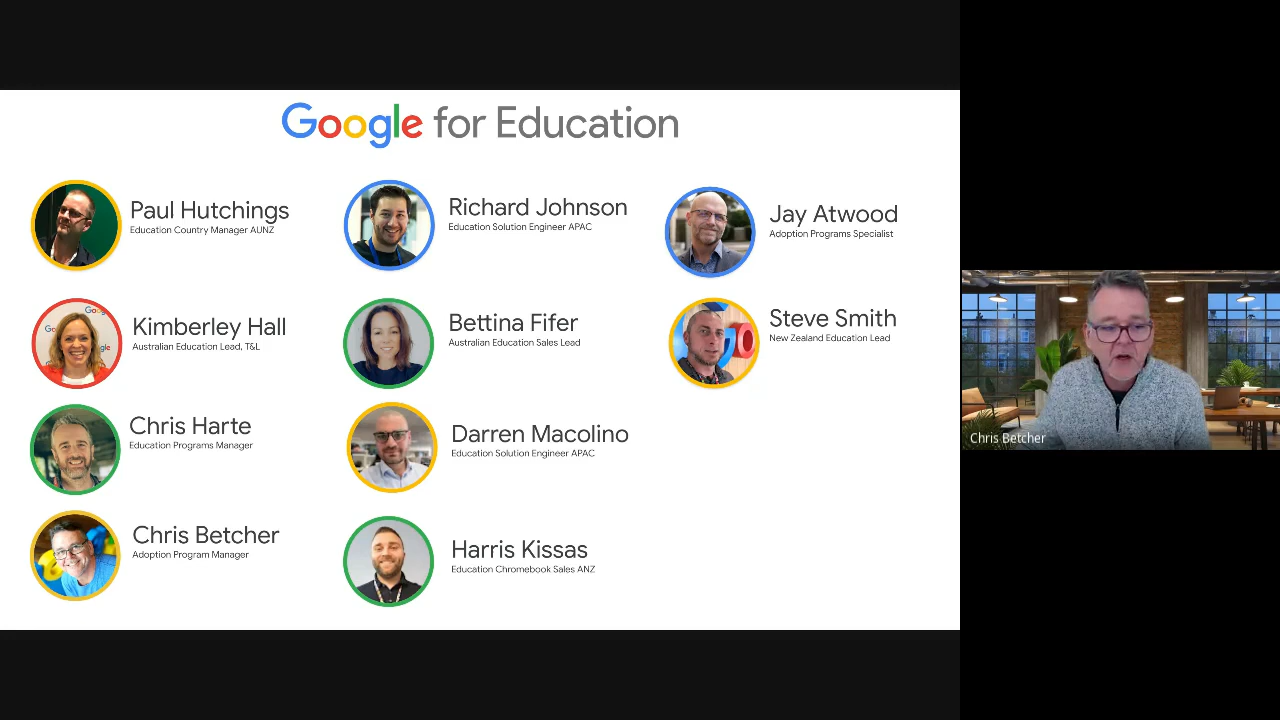 Google for Education
Paul Hutchings
Education Country Manager AUNZ
Richard Johnson
Education Solution Engineer APAC
Jay Atwood
Adoption Programs Specialist
Kimberley Hall
Australian Education Lead, T&L
Bettina Fifer
Australian Education Sales Lead
Steve Smith
New Zealand Education Lead
Chris Harte
Education Programs Manager
Darren Macolino
Education Solution Engineer APAC
Chris Betcher
Adoption Program Manager
Harris Kissas
Education Chromebook Sales ANZ
Chris Betcher